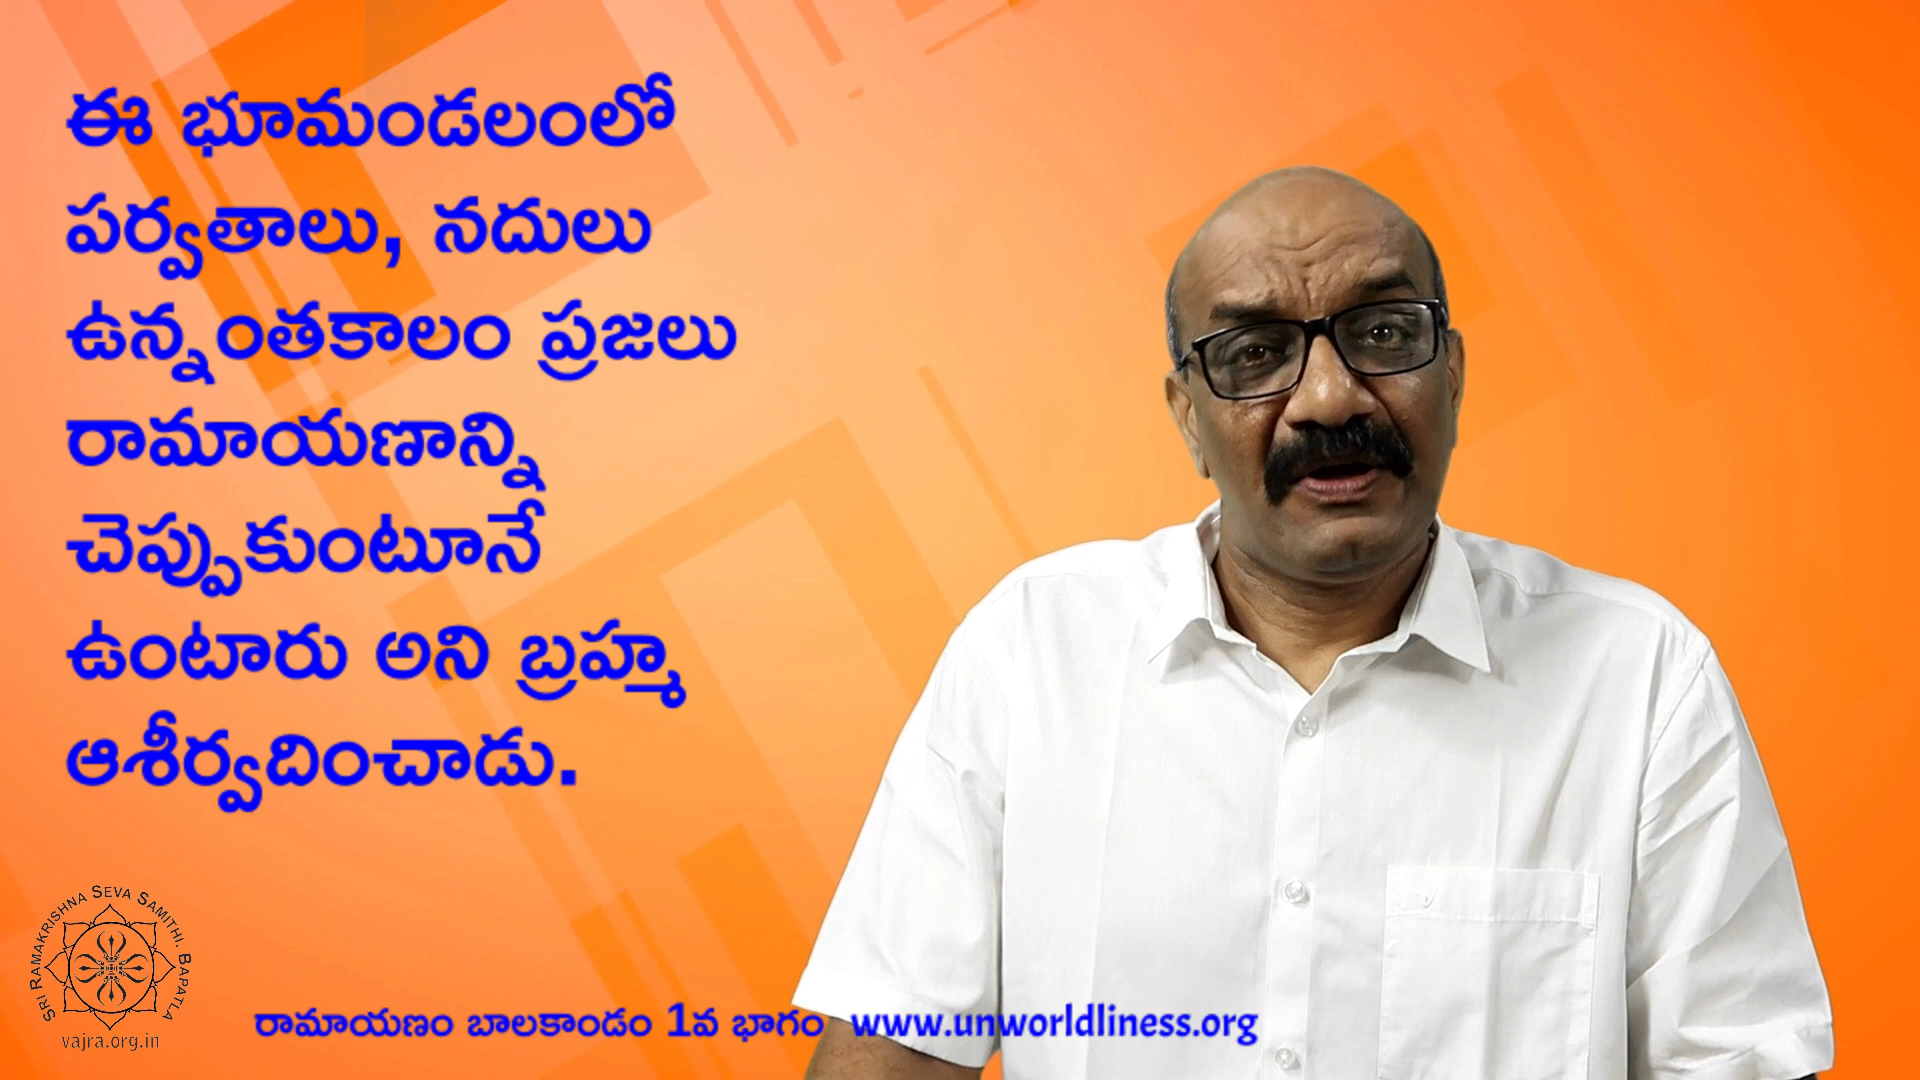 ఈ భూమండలంలో
పర్వతాలు, నదులు
ఉన్నంతకాలం ప్రజలు
రామాయణాన్ని
చెప్పుకుంటూనే
ఉంటారు అని బ్రహ్మ
ఆశీర్వదించాడు.
SRI RAMAKRISHNA SEVA SAMITHI. BAPATLA
vajra.org.in
రామాయణం బాలకాండం 1వ భాగం www.unworldliness.org